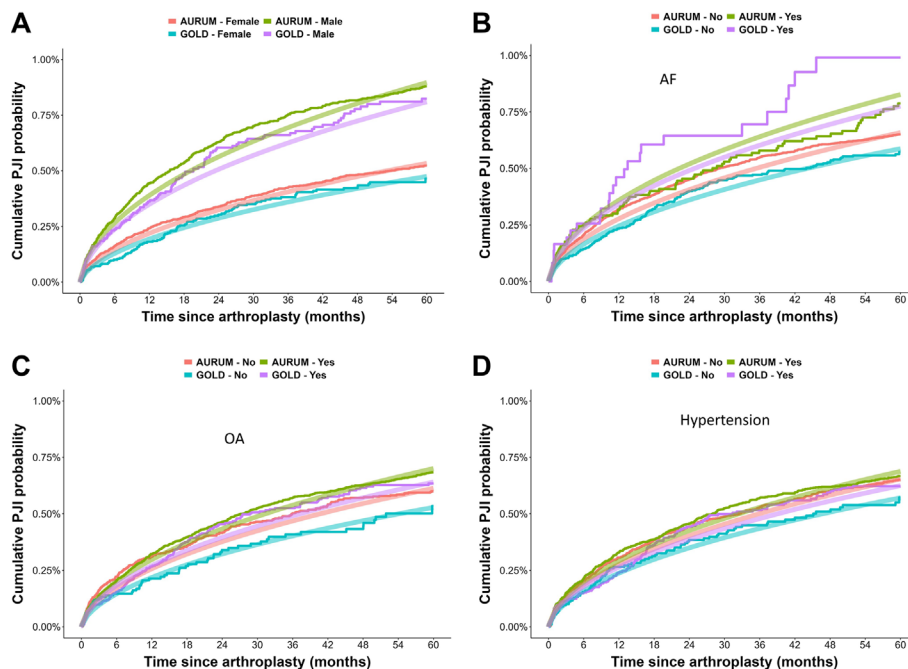 A
AURUM - Female AURUM - Male
GOLD - Female GOLD - Male
Cumulative PJI probability
1.00%
0.75%
0.50%
0.25%
0.00%
0 6 12 18 24 30 36 42 48 54 60
Time since arthroplasty (months)
B
AURUM - No AURUM - Yes
GOLD - No GOLD - Yes
AF
Cumulative PJI probability
1.00%
0.75%
0.50%
0.25%
0.00%
0 6 12 18 24 30 36 42 48 54 60
Time since arthroplasty (months)
C
AURUM - No AURUM - Yes
GOLD - No GOLD - Yes
OA
Cumulative PJI probability
1.00%
0.75%
0.50%
0.25%
0.00%
0 6 12 18 24 30 36 42 48 54 60
Time since arthroplasty (months)
D
AURUM - No AURUM - Yes
GOLD - No GOLD - Yes
Hypertension
Cumulative PJI probability
1.00%
0.75%
0.50%
0.25%
0.00%
0 6 12 18 24 30 36 42 48 54 60
Time since arthroplasty (months)